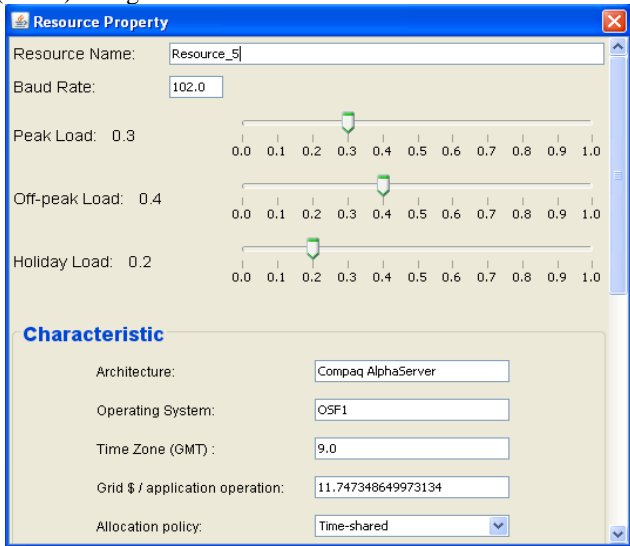 Resource Property
Resource Name: Resource_5
Baud Rate: 102.0
Peak Load: 0.3
0.0 0.1 0.2 0.3 0.4 0.5 0.6 0.7 0.8 0.9 1.0
Off-peak Load: 0.4
0.0 0.1 0.2 0.3 0.4 0.5 0.6 0.7 0.8 0.9 1.0
Holiday Load: 0.2
0.0 0.1 0.2 0.3 0.4 0.5 0.6 0.7 0.8 0.9 1.0
Characteristic
Architecture: Compaq AlphaServer
Operating System: OSF1
Time Zone (GMT) : 9.0
Grid $ / application operation: 11.747348649973134
Allocation policy: Time-shared